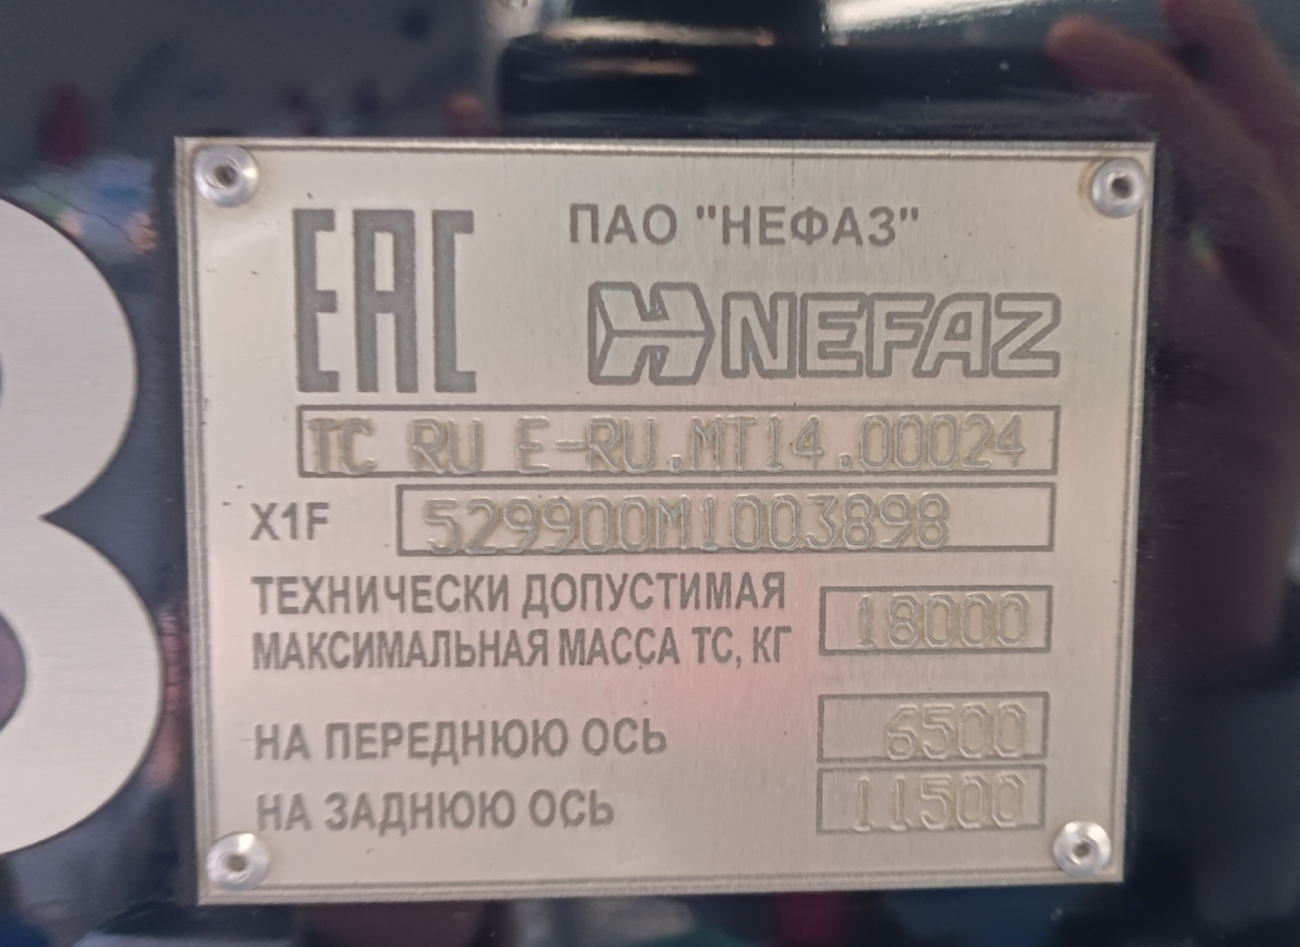 EAC
ПАО "НЕФАЗ"
NEFAZ
ТС RU Е-RU.МТ14.00024
X1F 529900M1003898
ТЕХНИЧЕСКИ ДОПУСТИМАЯ
МАКСИМАЛЬНАЯ МАССА ТС, КГ 18000
НА ПЕРЕДНЮЮ ОСЬ 6500
НА ЗАДНЮЮ ОСЬ 11500